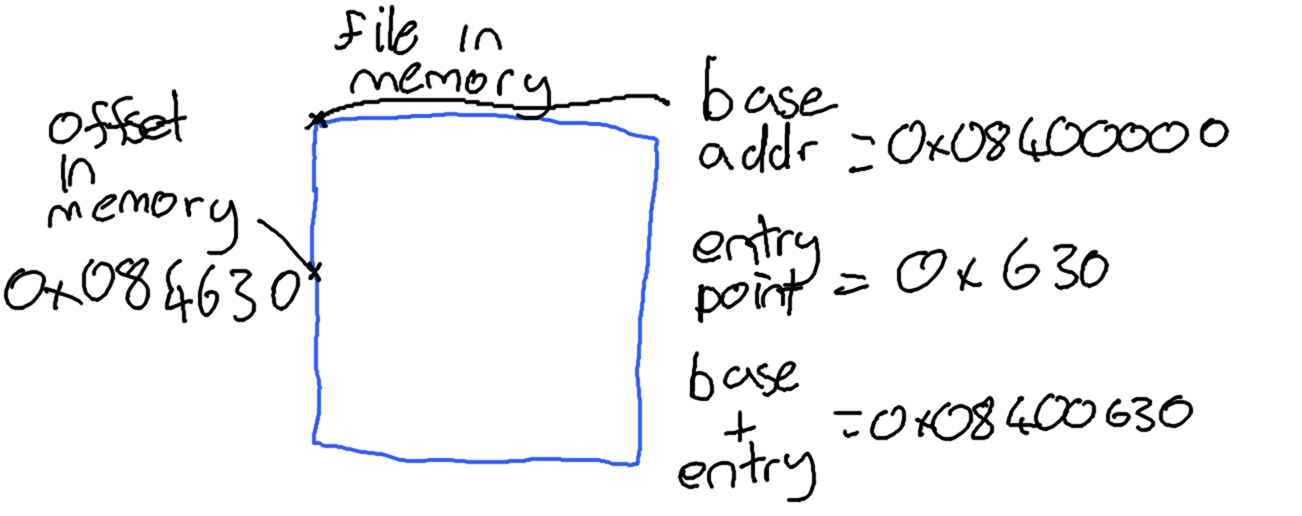 file in
memory
offset
in
memory
0x084630
base
addr = 0x08400000
entry
point = 0x630
base
+
entry = 0x08400630